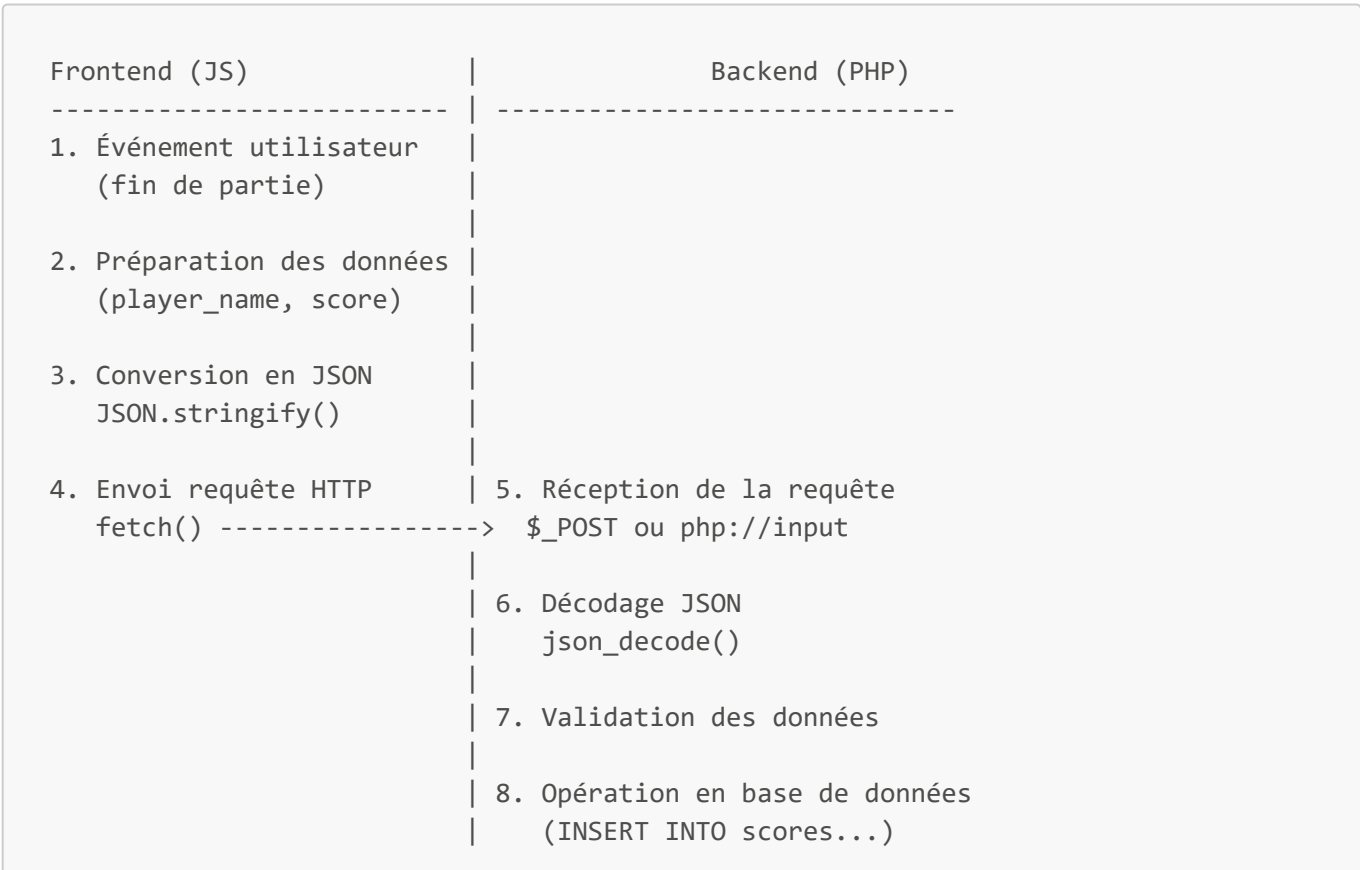 Frontend (JS)               |               Backend (PHP)
-------------------------- | ------------------------------
1. Événement utilisateur   |
   (fin de partie)         |
                           |
2. Préparation des données |
   (player_name, score)    |
                           |
3. Conversion en JSON      |
   JSON.stringify()        |
                           |
4. Envoi requête HTTP      | 5. Réception de la requête
   fetch() ----------------->  $_POST ou php://input
                           |
                           | 6. Décodage JSON
                           |    json_decode()
                           |
                           | 7. Validation des données
                           |
                           | 8. Opération en base de données
                           |    (INSERT INTO scores...)